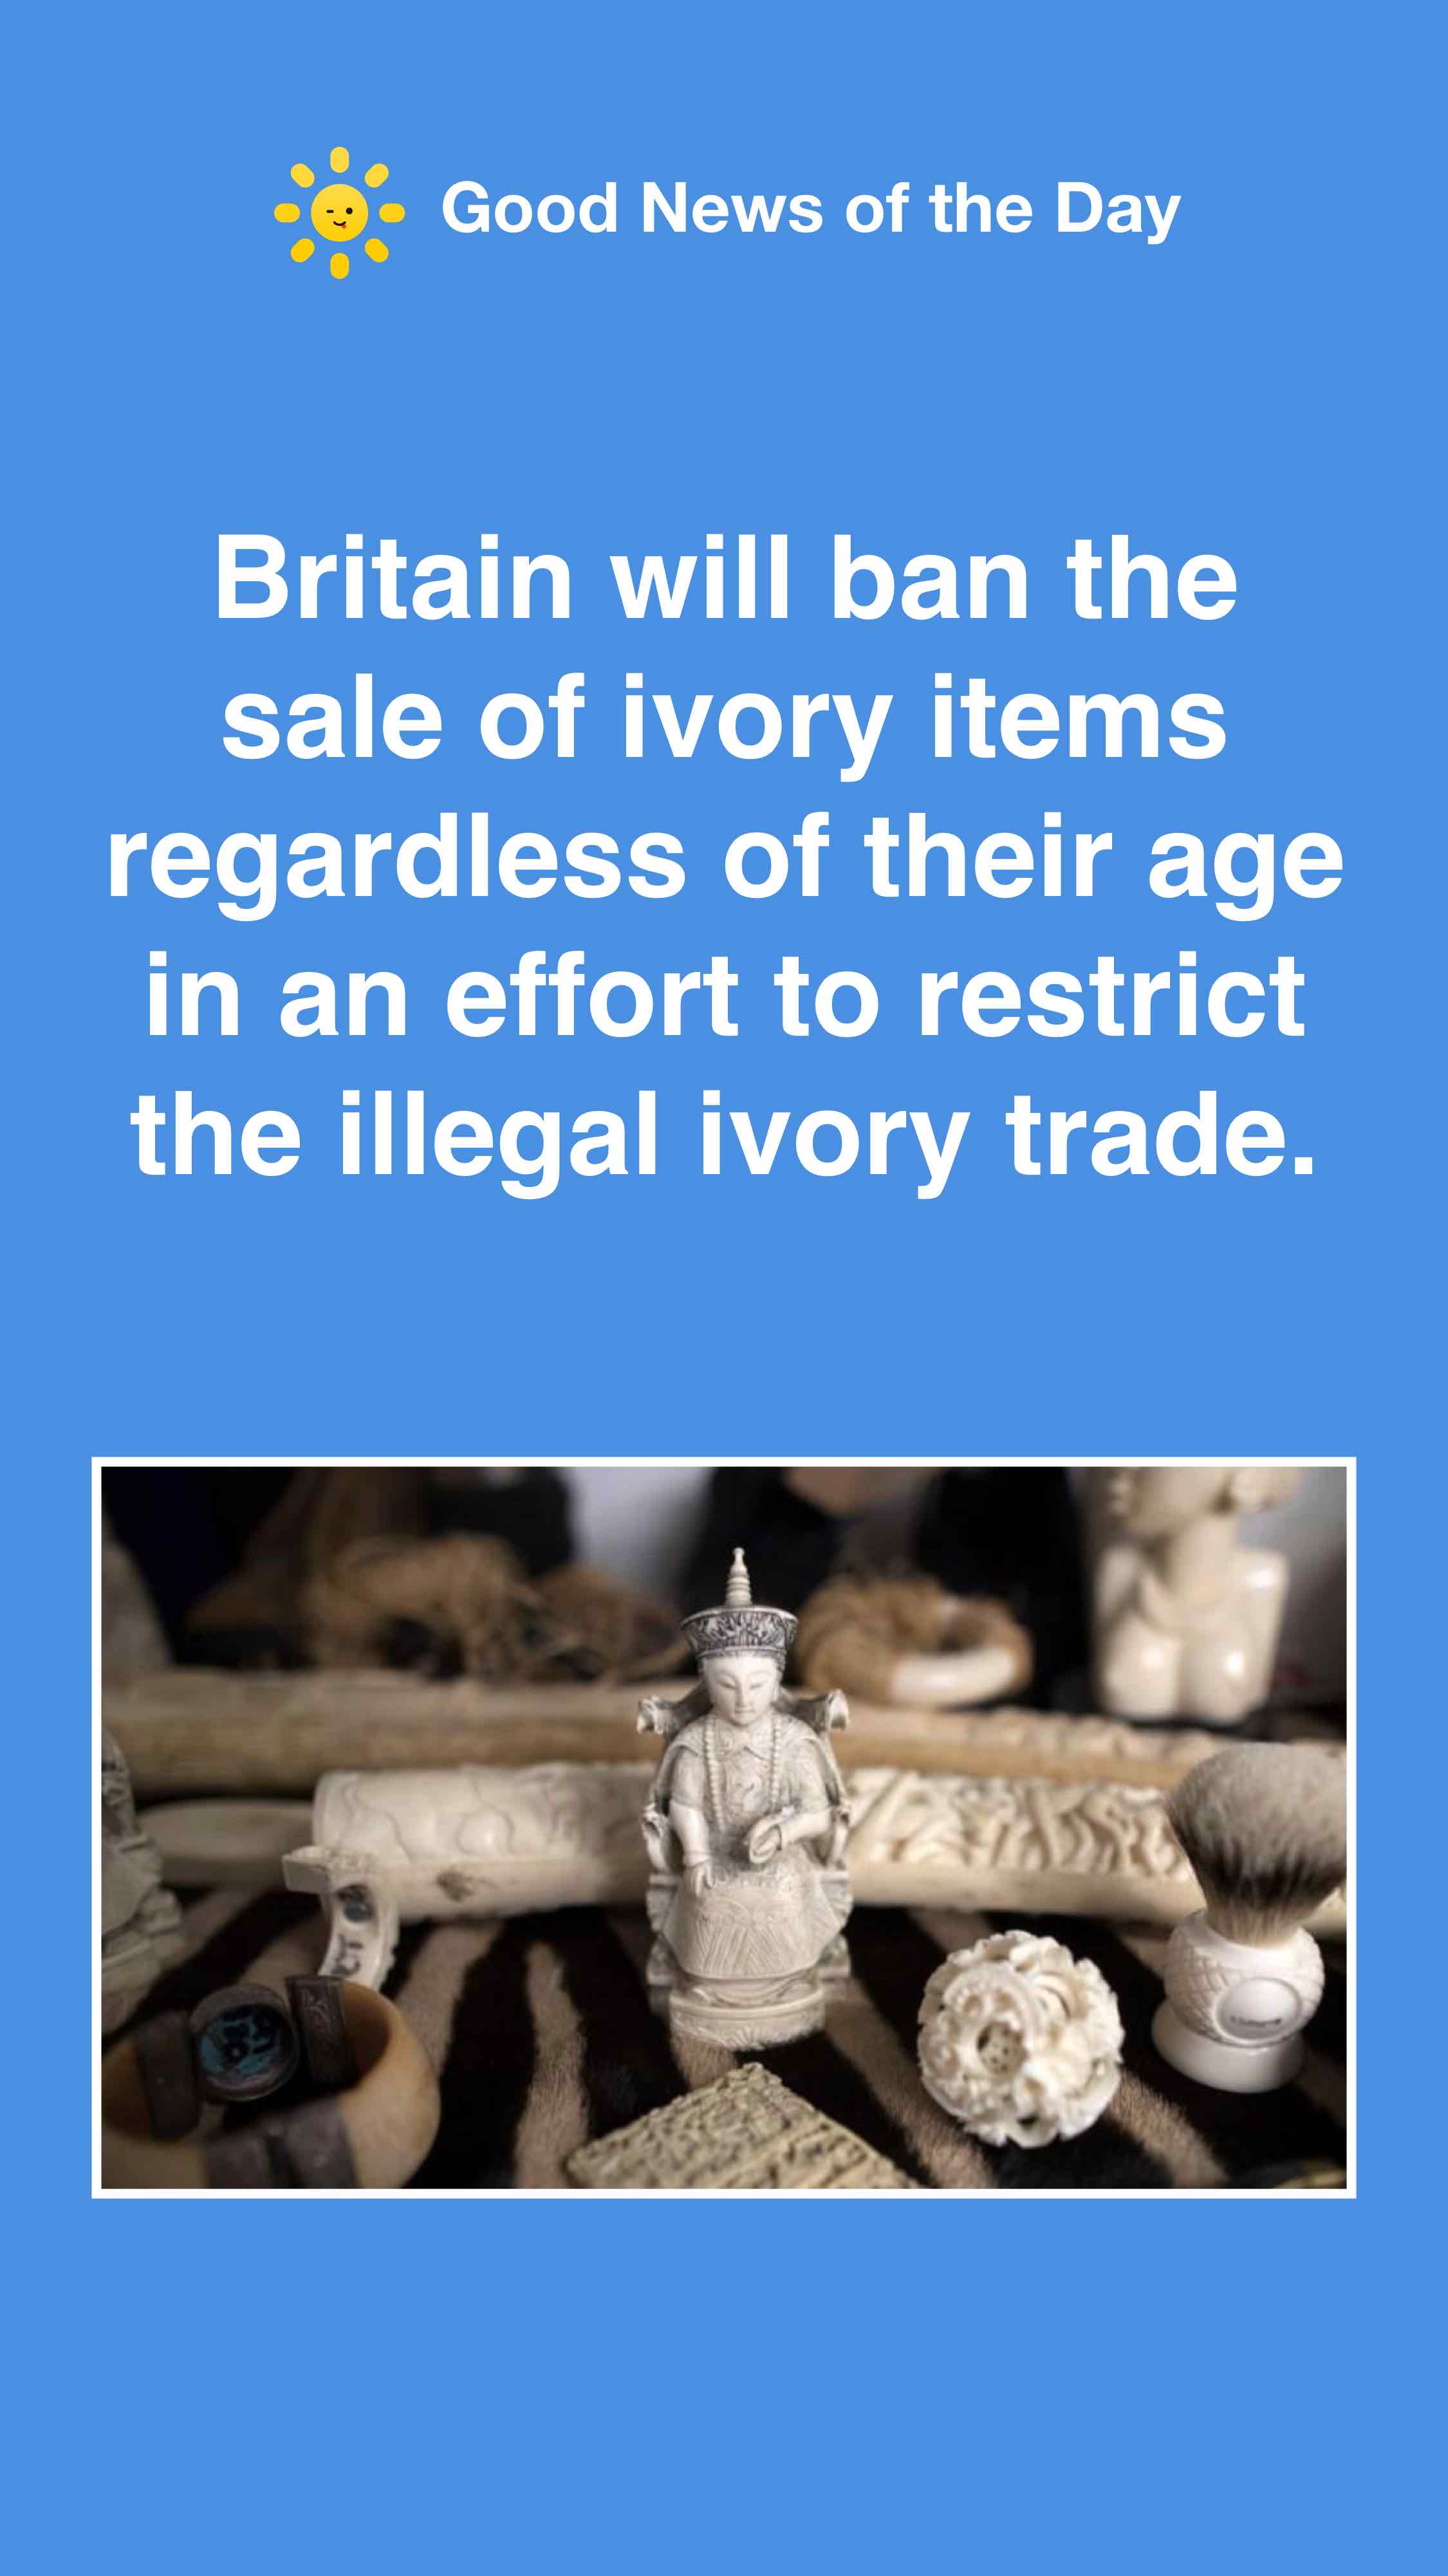 Good News of the Day
Britain will ban the
sale of ivory items
regardless of their age
in an effort to restrict
the illegal ivory trade.